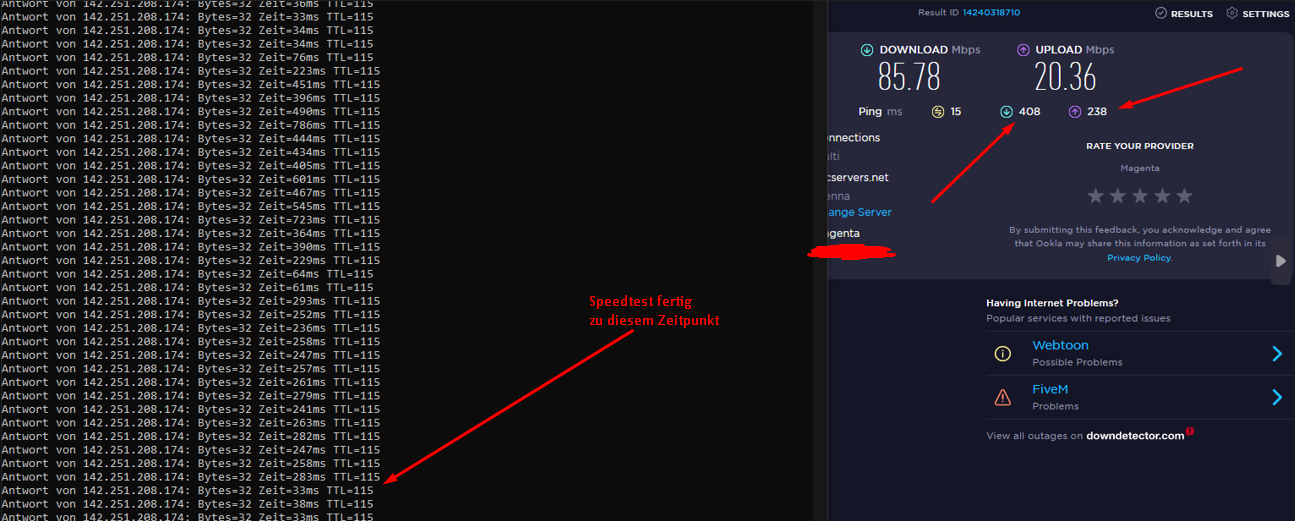 Antwort von 142.251.208.174: Bytes=32 Zeit=36ms TTL=115
Antwort von 142.251.208.174: Bytes=32 Zeit=33ms TTL=115
Antwort von 142.251.208.174: Bytes=32 Zeit=34ms TTL=115
Antwort von 142.251.208.174: Bytes=32 Zeit=34ms TTL=115
Antwort von 142.251.208.174: Bytes=32 Zeit=76ms TTL=115
Antwort von 142.251.208.174: Bytes=32 Zeit=223ms TTL=115
Antwort von 142.251.208.174: Bytes=32 Zeit=451ms TTL=115
Antwort von 142.251.208.174: Bytes=32 Zeit=396ms TTL=115
Antwort von 142.251.208.174: Bytes=32 Zeit=490ms TTL=115
Antwort von 142.251.208.174: Bytes=32 Zeit=786ms TTL=115
Antwort von 142.251.208.174: Bytes=32 Zeit=444ms TTL=115
Antwort von 142.251.208.174: Bytes=32 Zeit=434ms TTL=115
Antwort von 142.251.208.174: Bytes=32 Zeit=405ms TTL=115
Antwort von 142.251.208.174: Bytes=32 Zeit=601ms TTL=115
Antwort von 142.251.208.174: Bytes=32 Zeit=467ms TTL=115
Antwort von 142.251.208.174: Bytes=32 Zeit=545ms TTL=115
Antwort von 142.251.208.174: Bytes=32 Zeit=723ms TTL=115
Antwort von 142.251.208.174: Bytes=32 Zeit=364ms TTL=115
Antwort von 142.251.208.174: Bytes=32 Zeit=390ms TTL=115
Antwort von 142.251.208.174: Bytes=32 Zeit=229ms TTL=115
Antwort von 142.251.208.174: Bytes=32 Zeit=64ms TTL=115
Antwort von 142.251.208.174: Bytes=32 Zeit=61ms TTL=115
Antwort von 142.251.208.174: Bytes=32 Zeit=293ms TTL=115
Antwort von 142.251.208.174: Bytes=32 Zeit=252ms TTL=115
Antwort von 142.251.208.174: Bytes=32 Zeit=236ms TTL=115
Antwort von 142.251.208.174: Bytes=32 Zeit=258ms TTL=115
Antwort von 142.251.208.174: Bytes=32 Zeit=247ms TTL=115
Antwort von 142.251.208.174: Bytes=32 Zeit=257ms TTL=115
Antwort von 142.251.208.174: Bytes=32 Zeit=261ms TTL=115
Antwort von 142.251.208.174: Bytes=32 Zeit=279ms TTL=115
Antwort von 142.251.208.174: Bytes=32 Zeit=241ms TTL=115
Antwort von 142.251.208.174: Bytes=32 Zeit=263ms TTL=115
Antwort von 142.251.208.174: Bytes=32 Zeit=282ms TTL=115
Antwort von 142.251.208.174: Bytes=32 Zeit=247ms TTL=115
Antwort von 142.251.208.174: Bytes=32 Zeit=258ms TTL=115
Antwort von 142.251.208.174: Bytes=32 Zeit=283ms TTL=115
Antwort von 142.251.208.174: Bytes=32 Zeit=33ms TTL=115
Antwort von 142.251.208.174: Bytes=32 Zeit=38ms TTL=115
Antwort von 142.251.208.174: Bytes=32 Zeit=33ms TTL=115
Speedtest fertig
zu diesem Zeitpunkt
Result ID 14240318710
RESULTS
SETTINGS
DOWNLOAD Mbps
85.78
UPLOAD Mbps
20.36
Ping ms 15 408 238
nnections
ulti
cservers.net
enna
ange Server
genta
RATE YOUR PROVIDER
Magenta
By submitting this feedback, you acknowledge and agree
that Ookla may share this information as set forth in its
Privacy Policy.
Having Internet Problems?
Popular services with reported issues
Webtoon
Possible Problems
FiveM
Problems
View all outages on downdetector.com